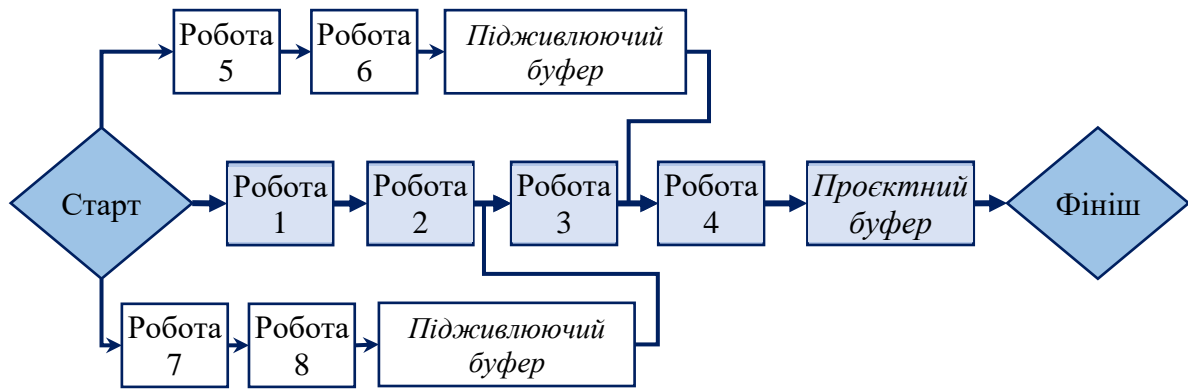 Робота
5
Робота
6
Підживлюючий
буфер
Старт
Робота
1
Робота
2
Робота
3
Робота
4
Проєктний
буфер
Фініш
Робота
7
Робота
8
Підживлюючий
буфер